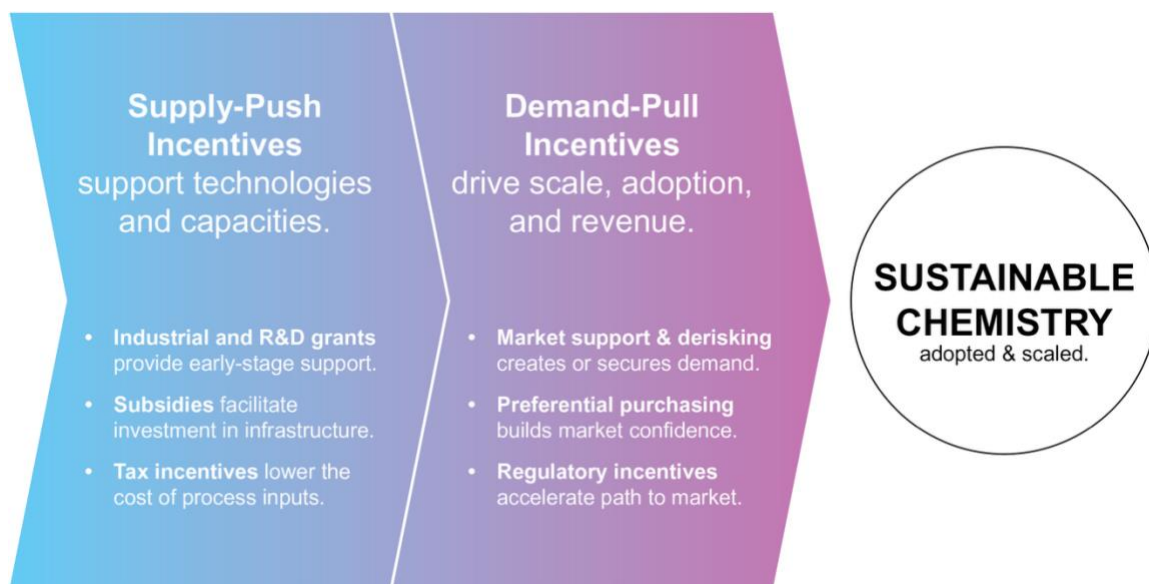 Supply-Push
Incentives
support technologies
and capacities.
• Industrial and R&D grants
provide early-stage support.
• Subsidies facilitate
investment in infrastructure.
• Tax incentives lower the
cost of process inputs.
Demand-Pull
Incentives
drive scale, adoption,
and revenue.
• Market support & derisking
creates or secures demand.
• Preferential purchasing
builds market confidence.
• Regulatory incentives
accelerate path to market.
SUSTAINABLE
CHEMISTRY
adopted & scaled.